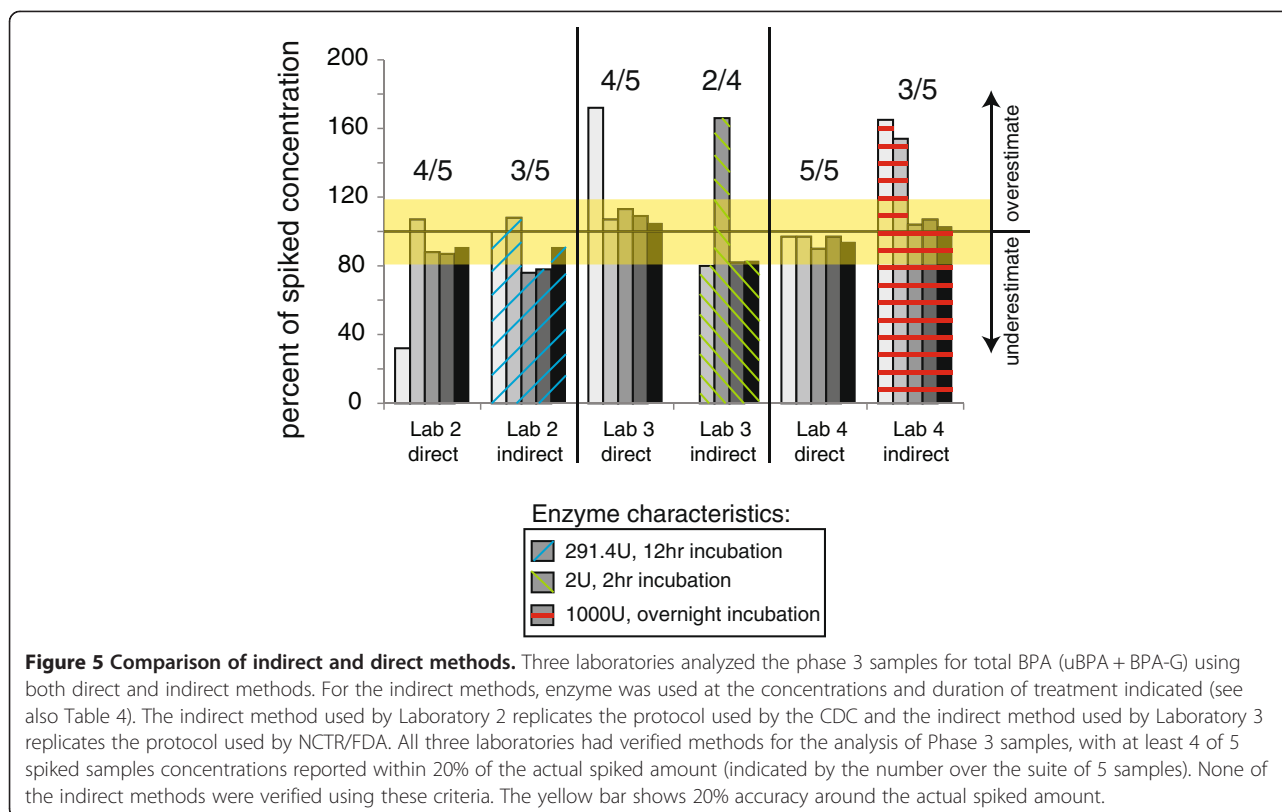 200
160
120
80
40
0
percent of spiked concentration
4/5
3/5
4/5
2/4
5/5
3/5
overestimate
underestimate
Lab 2 direct
Lab 2 indirect
Lab 3 direct
Lab 3 indirect
Lab 4 direct
Lab 4 indirect
Enzyme characteristics:
291.4U, 12hr incubation
2U, 2hr incubation
1000U, overnight incubation
Figure 5 Comparison of indirect and direct methods. Three laboratories analyzed the phase 3 samples for total BPA (uBPA + BPA-G) using
both direct and indirect methods. For the indirect methods, enzyme was used at the concentrations and duration of treatment indicated (see
also Table 4). The indirect method used by Laboratory 2 replicates the protocol used by the CDC and the indirect method used by Laboratory 3
replicates the protocol used by NCTR/FDA. All three laboratories had verified methods for the analysis of Phase 3 samples, with at least 4 of 5
spiked samples concentrations reported within 20% of the actual spiked amount (indicated by the number over the suite of 5 samples). None of
the indirect methods were verified using these criteria. The yellow bar shows 20% accuracy around the actual spiked amount.